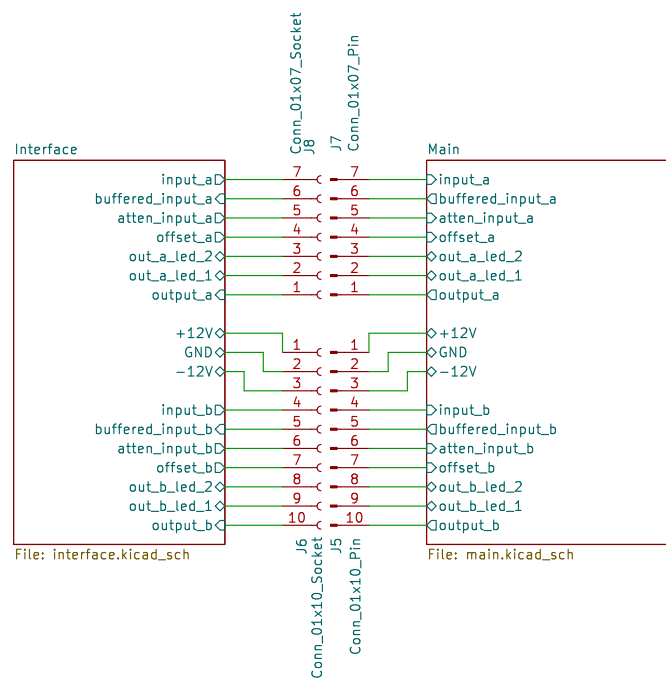 Conn_01x07_Socket
J8
J7
Conn_01x07_Pin
Interface
Main
input_a 7 7 input_a
buffered_input_a 6 6 buffered_input_a
atten_input_a 5 5 atten_input_a
offset_a 4 4 offset_a
out_a_led_2 3 3 out_a_led_2
out_a_led_1 2 2 out_a_led_1
output_a 1 1 output_a
+12V 1 1 +12V
GND 2 2 GND
-12V 3 3 -12V
input_b 4 4 input_b
buffered_input_b 5 5 buffered_input_b
atten_input_b 6 6 atten_input_b
offset_b 7 7 offset_b
out_b_led_2 8 8 out_b_led_2
out_b_led_1 9 9 out_b_led_1
output_b 10 10 output_b
File: interface.kicad_sch
File: main.kicad_sch
J6
Conn_01x10_Socket
J5
Conn_01x10_Pin